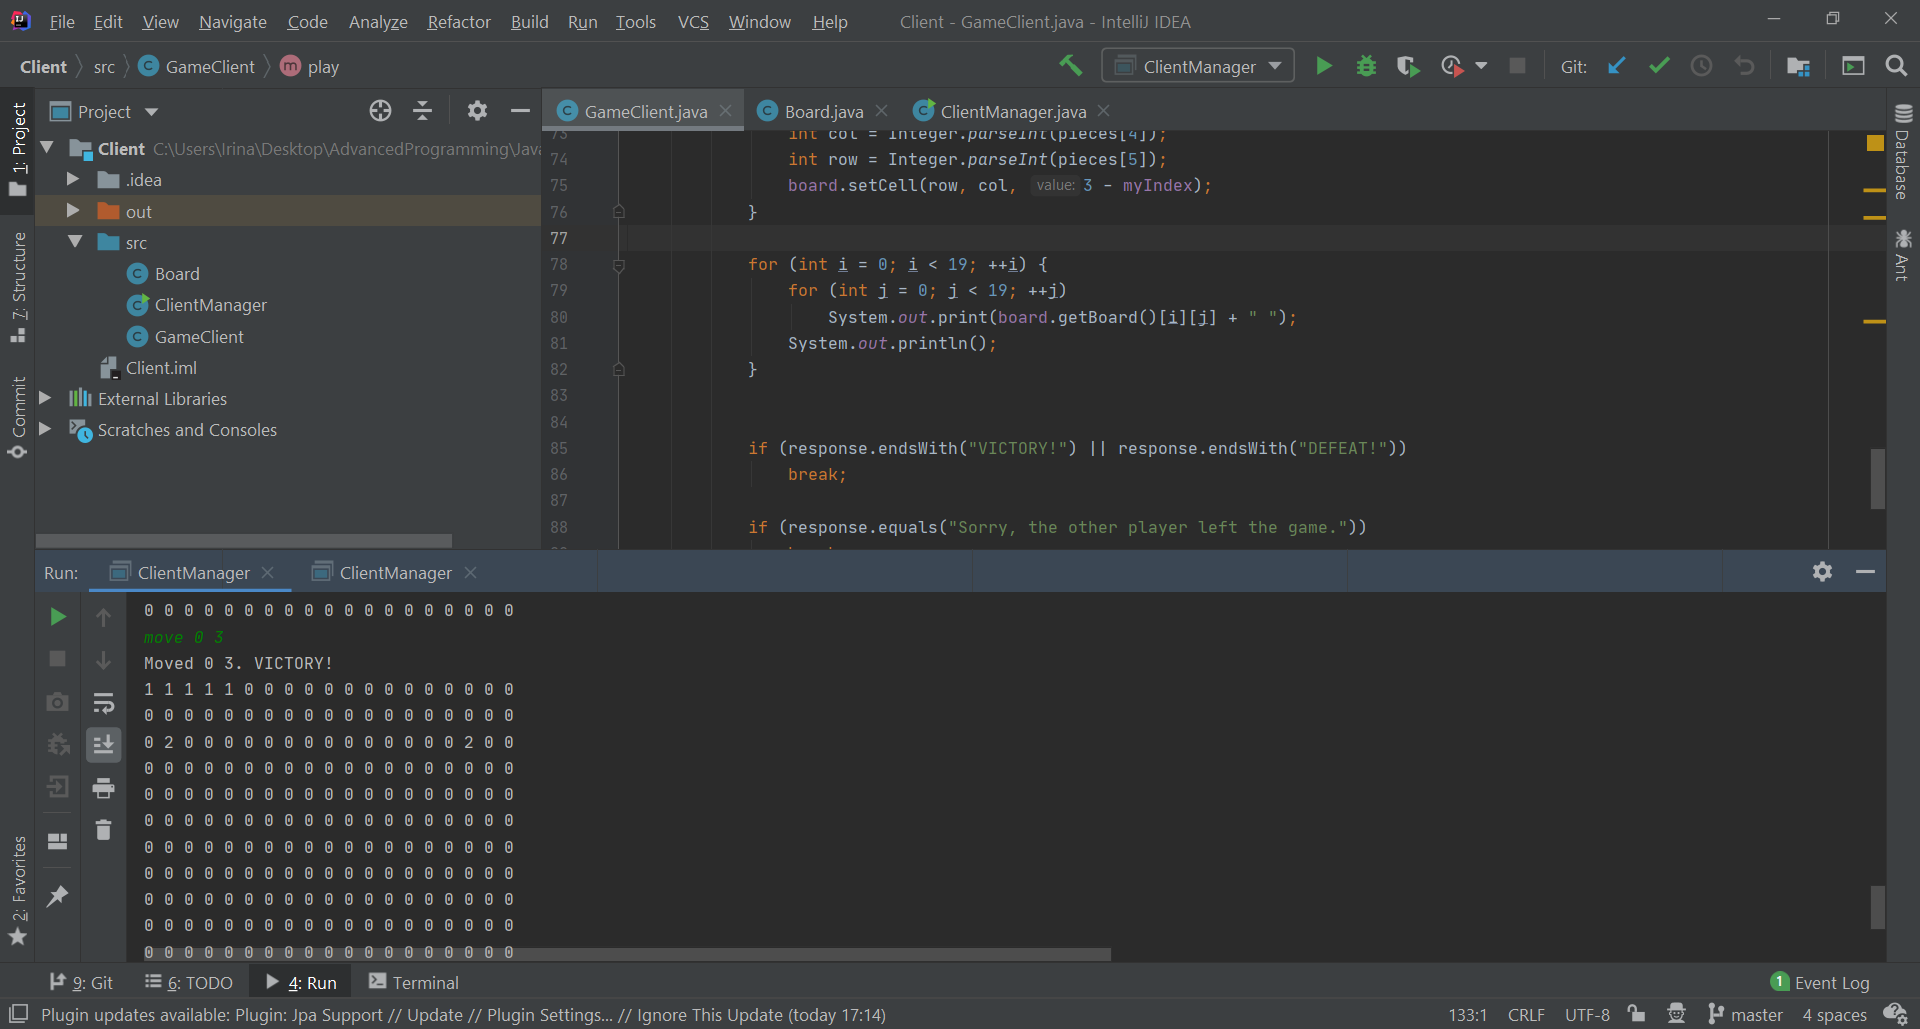 File Edit View Navigate Code Analyze Refactor Build Run Tools VCS Window Help Client - GameClient.java - IntelliJ IDEA
Client src GameClient play ClientManager Git:
1: Project
7: Structure
Commit
2: Favorites
Project
Client C:\Users\Irina\Desktop\AdvancedProgramming\Java
.idea
out
src
Board
ClientManager
GameClient
Client.iml
External Libraries
Scratches and Consoles
GameClient.java Board.java ClientManager.java
73 int col = Integer.parseInt(pieces[4]);
74 int row = Integer.parseInt(pieces[5]);
75 board.setCell(row, col, value: 3 - myIndex);
76 }
77
78 for (int i = 0; i < 19; ++i) {
79 for (int j = 0; j < 19; ++j)
80 System.out.print(board.getBoard()[i][j] + " ");
81 System.out.println();
82 }
83
84
85 if (response.endsWith("VICTORY!") || response.endsWith("DEFEAT!"))
86 break;
87
88 if (response.equals("Sorry, the other player left the game."))
Database
Ant
Run: ClientManager ClientManager
0 0 0 0 0 0 0 0 0 0 0 0 0 0 0 0 0 0 0
move 0 3
Moved 0 3. VICTORY!
1 1 1 1 1 0 0 0 0 0 0 0 0 0 0 0 0 0 0
0 0 0 0 0 0 0 0 0 0 0 0 0 0 0 0 0 0 0
0 2 0 0 0 0 0 0 0 0 0 0 0 0 0 0 2 0 0
0 0 0 0 0 0 0 0 0 0 0 0 0 0 0 0 0 0 0
0 0 0 0 0 0 0 0 0 0 0 0 0 0 0 0 0 0 0
0 0 0 0 0 0 0 0 0 0 0 0 0 0 0 0 0 0 0
0 0 0 0 0 0 0 0 0 0 0 0 0 0 0 0 0 0 0
0 0 0 0 0 0 0 0 0 0 0 0 0 0 0 0 0 0 0
0 0 0 0 0 0 0 0 0 0 0 0 0 0 0 0 0 0 0
0 0 0 0 0 0 0 0 0 0 0 0 0 0 0 0 0 0 0
0 0 0 0 0 0 0 0 0 0 0 0 0 0 0 0 0 0 0
9: Git 6: TODO 4: Run Terminal 1 Event Log
Plugin updates available: Plugin: Jpa Support // Update // Plugin Settings... // Ignore This Update (today 17:14) 133:1 CRLF UTF-8 master 4 spaces